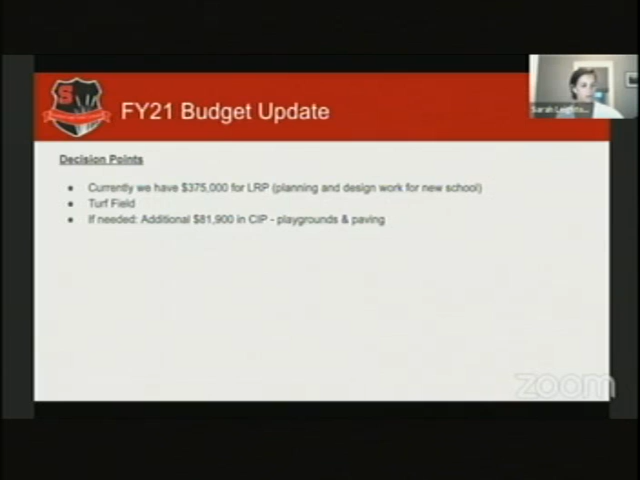 S
FY21 Budget Update
Sarah
Decision Points
Currently we have $375,000 for LRP (planning and design work for new school)
Turf Field
If needed: Additional $81,900 in CIP - playgrounds & paving
zoom